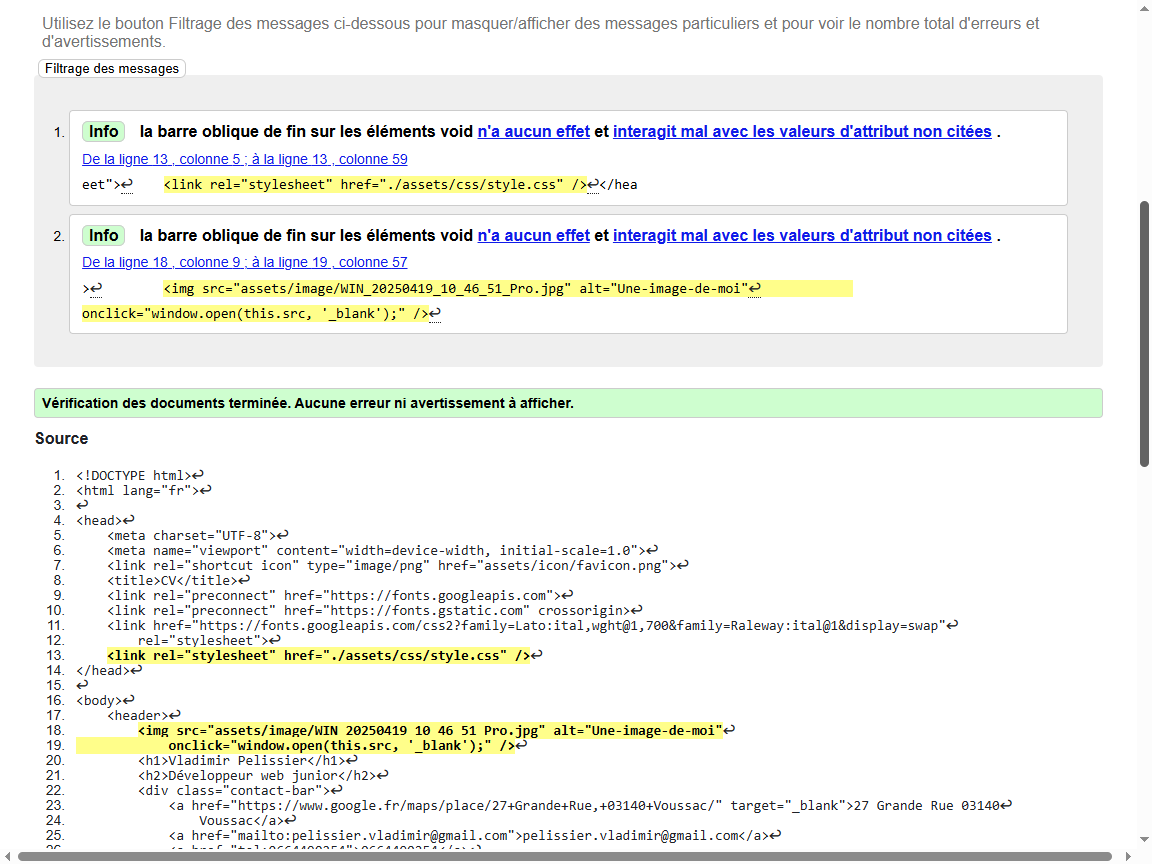 Utilisez le bouton Filtrage des messages ci-dessous pour masquer/afficher des messages particuliers et pour voir le nombre total d'erreurs et
d'avertissements.
Filtrage des messages
1. Info la barre oblique de fin sur les éléments void n'a aucun effet et interagit mal avec les valeurs d'attribut non citées .
De la ligne 13 , colonne 5 ; à la ligne 13 , colonne 59
eet">↩ <link rel="stylesheet" href="./assets/css/style.css" />↩</hea
2. Info la barre oblique de fin sur les éléments void n'a aucun effet et interagit mal avec les valeurs d'attribut non citées .
De la ligne 18 , colonne 9 ; à la ligne 19 , colonne 57
>↩ <img src="assets/image/WIN_20250419_10_46_51_Pro.jpg" alt="Une-image-de-moi"↩
onclick="window.open(this.src, '_blank');" />↩
Vérification des documents terminée. Aucune erreur ni avertissement à afficher.
Source
1. <!DOCTYPE html>↩
2. <html lang="fr">↩
3. ↩
4. <head>↩
5. <meta charset="UTF-8">↩
6. <meta name="viewport" content="width=device-width, initial-scale=1.0">↩
7. <link rel="shortcut icon" type="image/png" href="assets/icon/favicon.png">↩
8. <title>CV</title>↩
9. <link rel="preconnect" href="https://fonts.googleapis.com">↩
10. <link rel="preconnect" href="https://fonts.gstatic.com" crossorigin>↩
11. <link href="https://fonts.googleapis.com/css2?family=Lato:ital,wght@1,700&family=Raleway:ital@1&display=swap"↩
12. rel="stylesheet">↩
13. <link rel="stylesheet" href="./assets/css/style.css" />↩
14. </head>↩
15. ↩
16. <body>↩
17. <header>↩
18. <img src="assets/image/WIN_20250419_10_46_51_Pro.jpg" alt="Une-image-de-moi"↩
19. onclick="window.open(this.src, '_blank');" />↩
20. <h1>Vladimir Pelissier</h1>↩
21. <h2>Développeur web junior</h2>↩
22. <div class="contact-bar">↩
23. <a href="https://www.google.fr/maps/place/27+Grande+Rue,+03140+Voussac/" target="_blank">27 Grande Rue 03140↩
24. Voussac</a>↩
25. <a href="mailto:pelissier.vladimir@gmail.com">pelissier.vladimir@gmail.com</a>↩